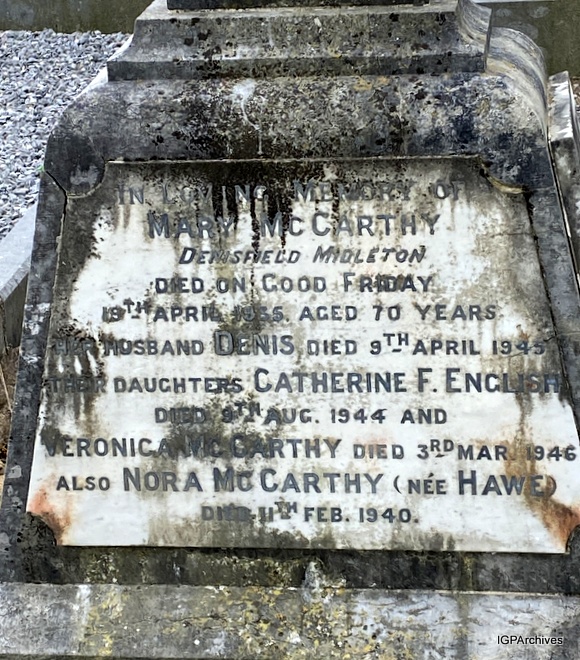 IN LOVING MEMORY OF
MARY MCCARTHY
DENISFIELD MIDLETON
DIED ON GOOD FRIDAY
19TH APRIL 1935. AGED 70 YEARS
HER HUSBAND DENIS DIED 9TH APRIL 1945
THEIR DAUGHTERS CATHERINE F. ENGLISH
DIED 9TH AUG. 1944 AND
VERONICA MCCARTHY DIED 3RD MAR. 1946
ALSO NORA MCCARTHY (NÉE HAWE)
DIED 11TH FEB. 1940.
IGPArchives